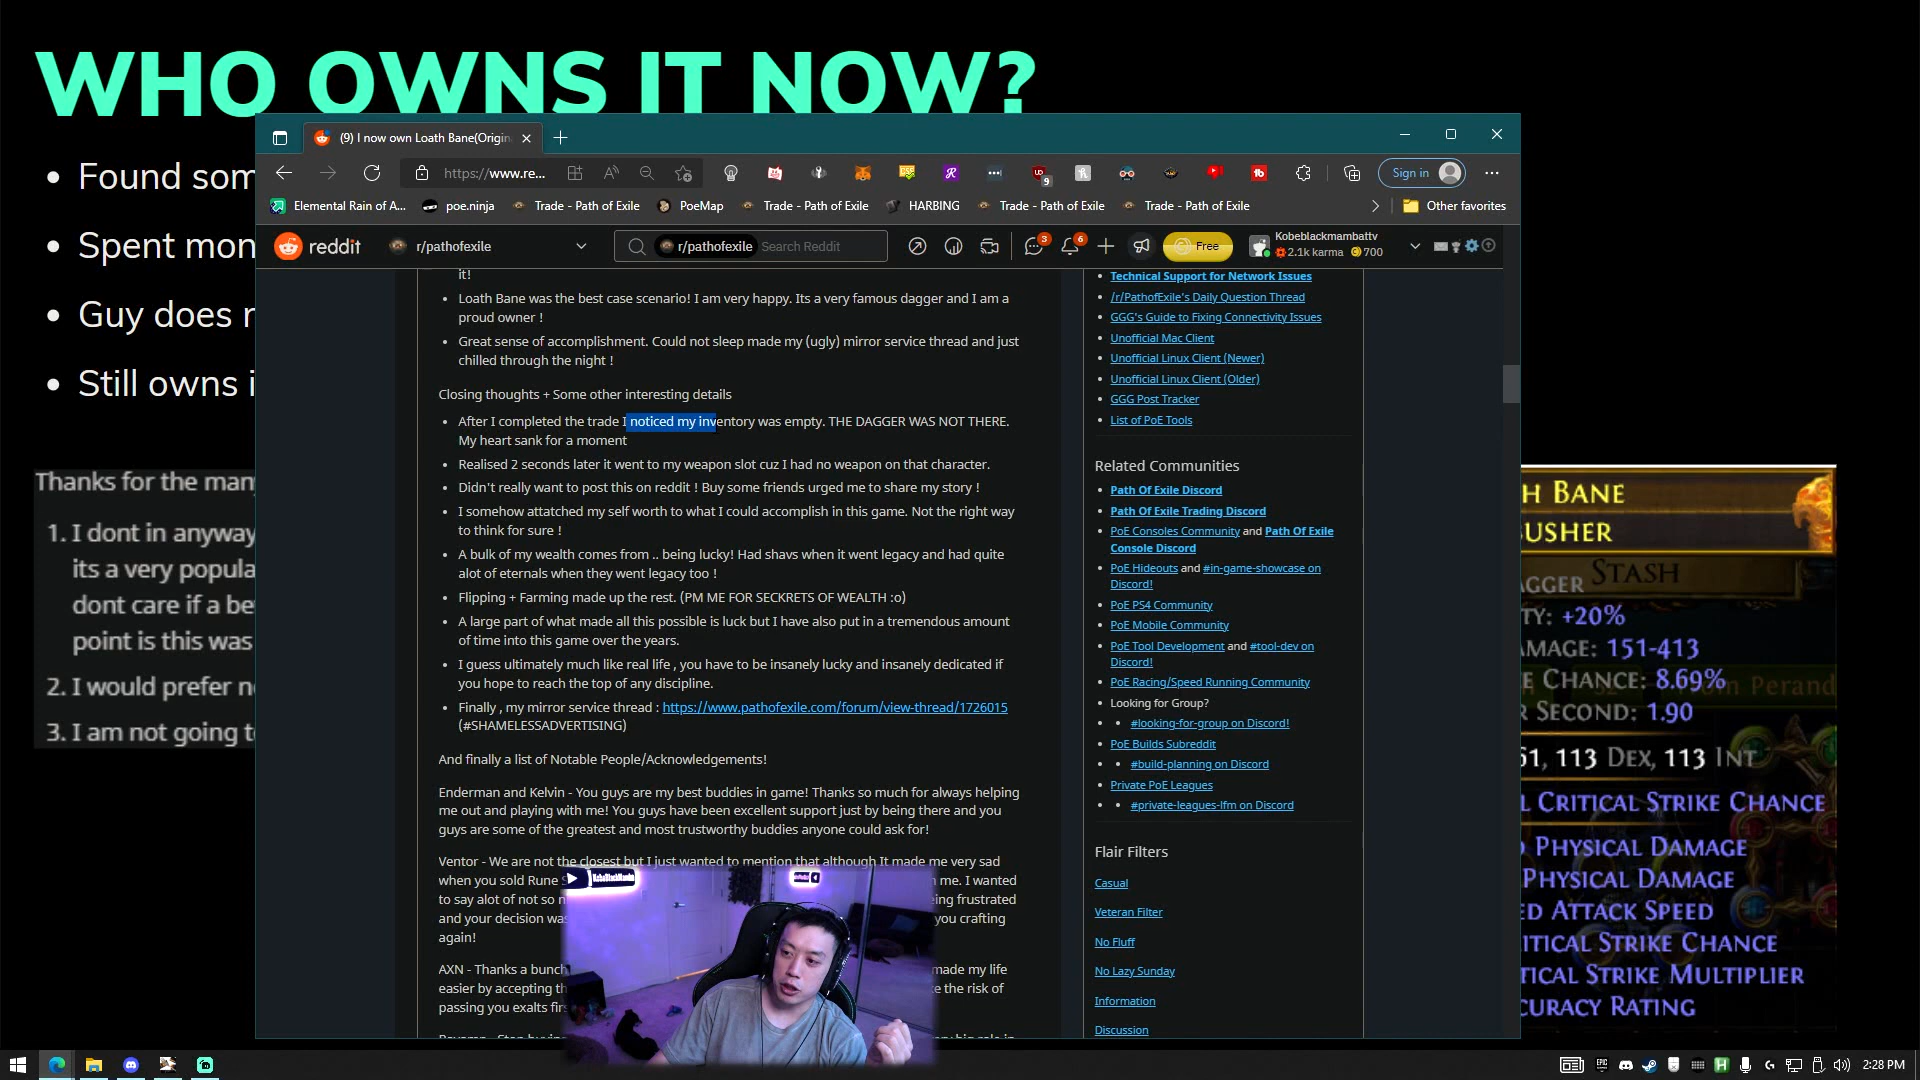 WHO OWNS IT NOW?
• Found som
• Spent mon
• Guy does
• Still owns
Thanks for the many
1. I dont in anyway
its a very popula
dont care if a be
point is this was
2. I would prefer
3. I am not going
(9) I now own Loath Bane(Origin
https://www.re...
9
Sign in
Elemental Rain of A...
poe.ninja
Trade - Path of Exile
PoeMap
Trade - Path of Exile
HARBING
Trade - Path of Exile
Trade - Path of Exile
Other favorites
reddit
r/pathofexile
r/pathofexile
Search Reddit
3
6
Free
Kobeblackmambattv
2.1k karma
700
it!
• Loath Bane was the best case scenario! I am very happy. Its a very famous dagger and I am a
proud owner !
• Great sense of accomplishment. Could not sleep made my (ugly) mirror service thread and just
chilled through the night !
Closing thoughts + Some other interesting details
• After I completed the trade I noticed my inventory was empty. THE DAGGER WAS NOT THERE.
My heart sank for a moment
• Realised 2 seconds later it went to my weapon slot cuz I had no weapon on that character.
• Didn't really want to post this on reddit ! Buy some friends urged me to share my story !
• I somehow attatched my self worth to what I could accomplish in this game. Not the right way
to think for sure !
• A bulk of my wealth comes from .. being lucky! Had shavs when it went legacy and had quite
alot of eternals when they went legacy too !
• Flipping + Farming made up the rest. (PM ME FOR SECKRETS OF WEALTH :o)
• A large part of what made all this possible is luck but I have also put in a tremendous amount
of time into this game over the years.
• I guess ultimately much like real life , you have to be insanely lucky and insanely dedicated if
you hope to reach the top of any discipline.
• Finally , my mirror service thread : https://www.pathofexile.com/forum/view-thread/1726015
(#SHAMELESSADVERTISING)
And finally a list of Notable People/Acknowledgements!
Enderman and Kelvin - You guys are my best buddies in game! Thanks so much for always helping
me out and playing with me! You guys have been excellent support just by being there and you
guys are some of the greatest and most trustworthy buddies anyone could ask for!
Ventor - We are not the closest but I just wanted to mention that although It made me very sad
when you sold Rune me. I wanted
to say alot of not so ing frustrated
and your decision was you crafting
again!
AXN - Thanks a bunch made my life
easier by accepting the risk of
passing you exalts
Technical Support for Network Issues
• /r/PathofExile's Daily Question Thread
• GGG's Guide to Fixing Connectivity Issues
• Unofficial Mac Client
• Unofficial Linux Client (Newer)
• Unofficial Linux Client (Older)
• GGG Post Tracker
• List of PoE Tools
Related Communities
• Path Of Exile Discord
• Path Of Exile Trading Discord
• PoE Consoles Community and Path Of Exile
Console Discord
• PoE Hideouts and #in-game-showcase on
Discord!
• PoE PS4 Community
• PoE Mobile Community
• PoE Tool Development and #tool-dev on
Discord!
• PoE Racing/Speed Running Community
• Looking for Group?
• • #looking-for-group on Discord!
• PoE Builds Subreddit
• • #build-planning on Discord
• Private PoE Leagues
• • #private-leagues-lfm on Discord
Flair Filters
Casual
Veteran Filter
No Fluff
No Lazy Sunday
Information
Discussion
H BANE
USHER
AGGER STASH
TY: +20%
AMAGE: 151-413
E CHANCE: 8.69%
R SECOND: 1.90
61, 113 DEX, 113 INT
L CRITICAL STRIKE CHANCE
PHYSICAL DAMAGE
PHYSICAL DAMAGE
ED ATTACK SPEED
ITICAL STRIKE CHANCE
TICAL STRIKE MULTIPLIER
CURACY RATING
2:28 PM